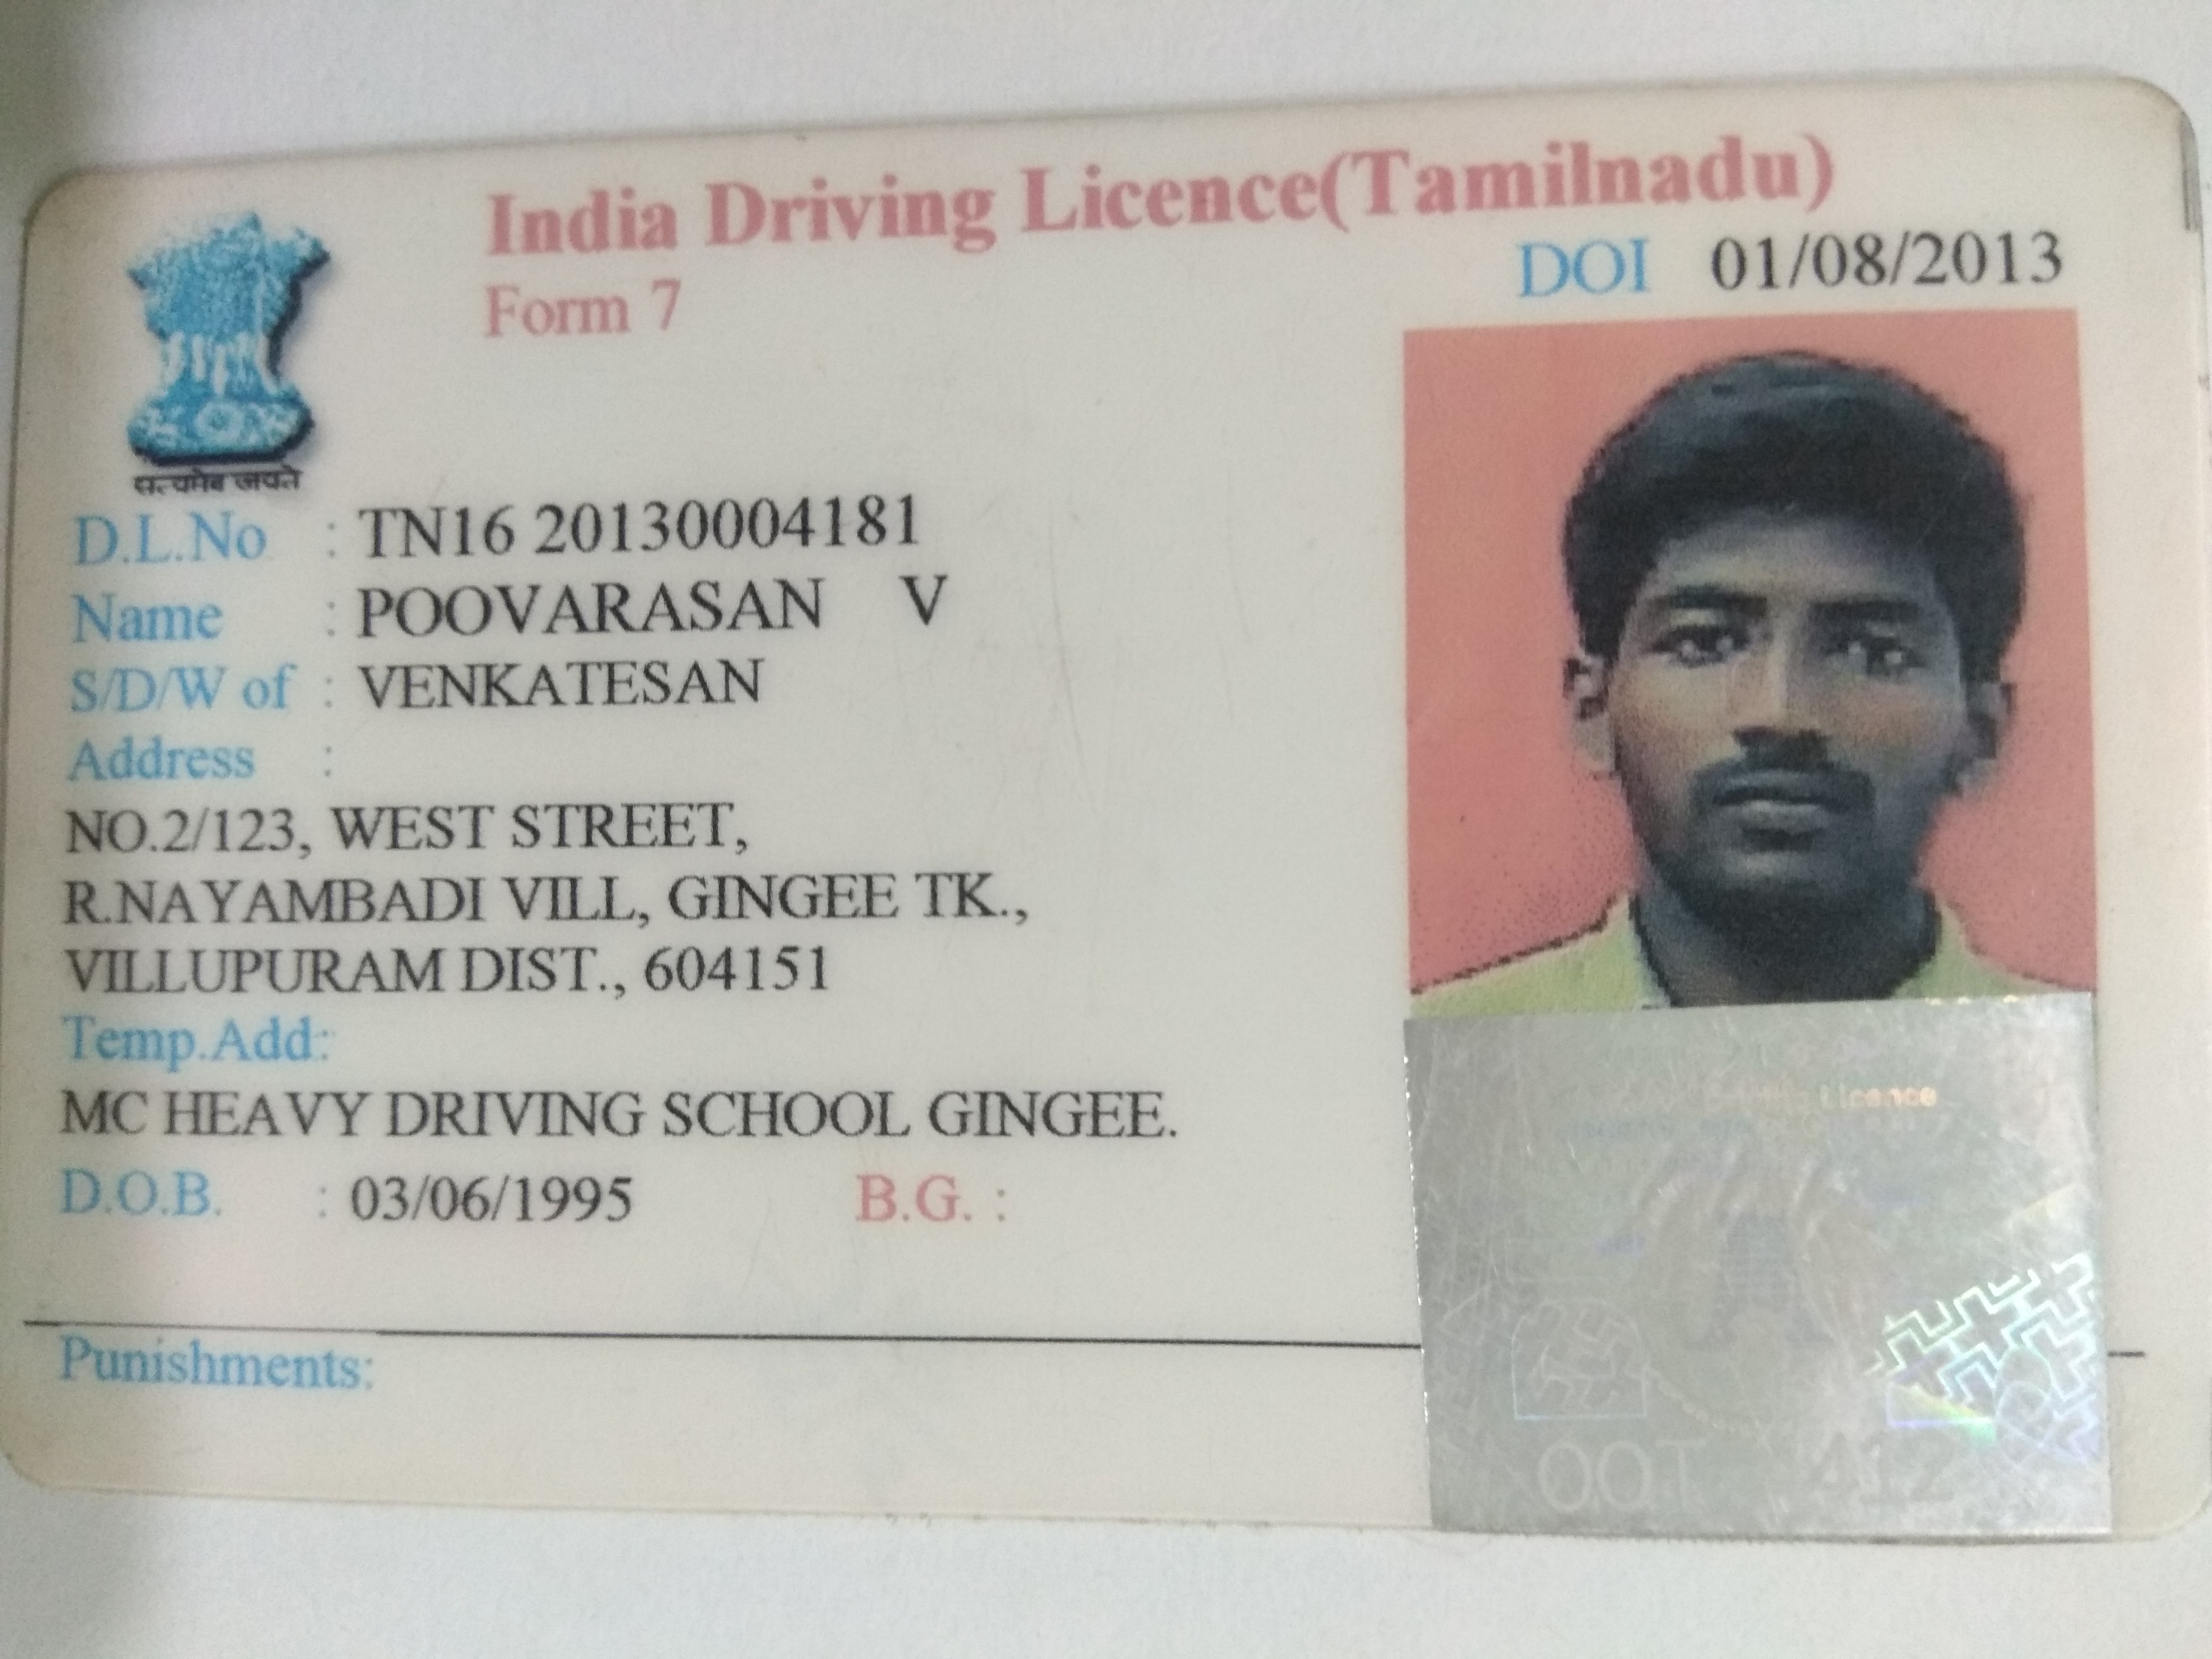 India Driving Licence(Tamilnadu)
DOI 01/08/2013
Form 7
सत्यमेव जयते
D.L.No : TN16 20130004181
Name : POOVARASAN V
S/D/W of : VENKATESAN
Address :
NO.2/123, WEST STREET,
R.NAYAMBADI VILL, GINGEE TK.,
VILLUPURAM DIST., 604151
Temp.Add:
MC HEAVY DRIVING SCHOOL GINGEE.
D.O.B. : 03/06/1995 B.G. :
Punishments:
Licence